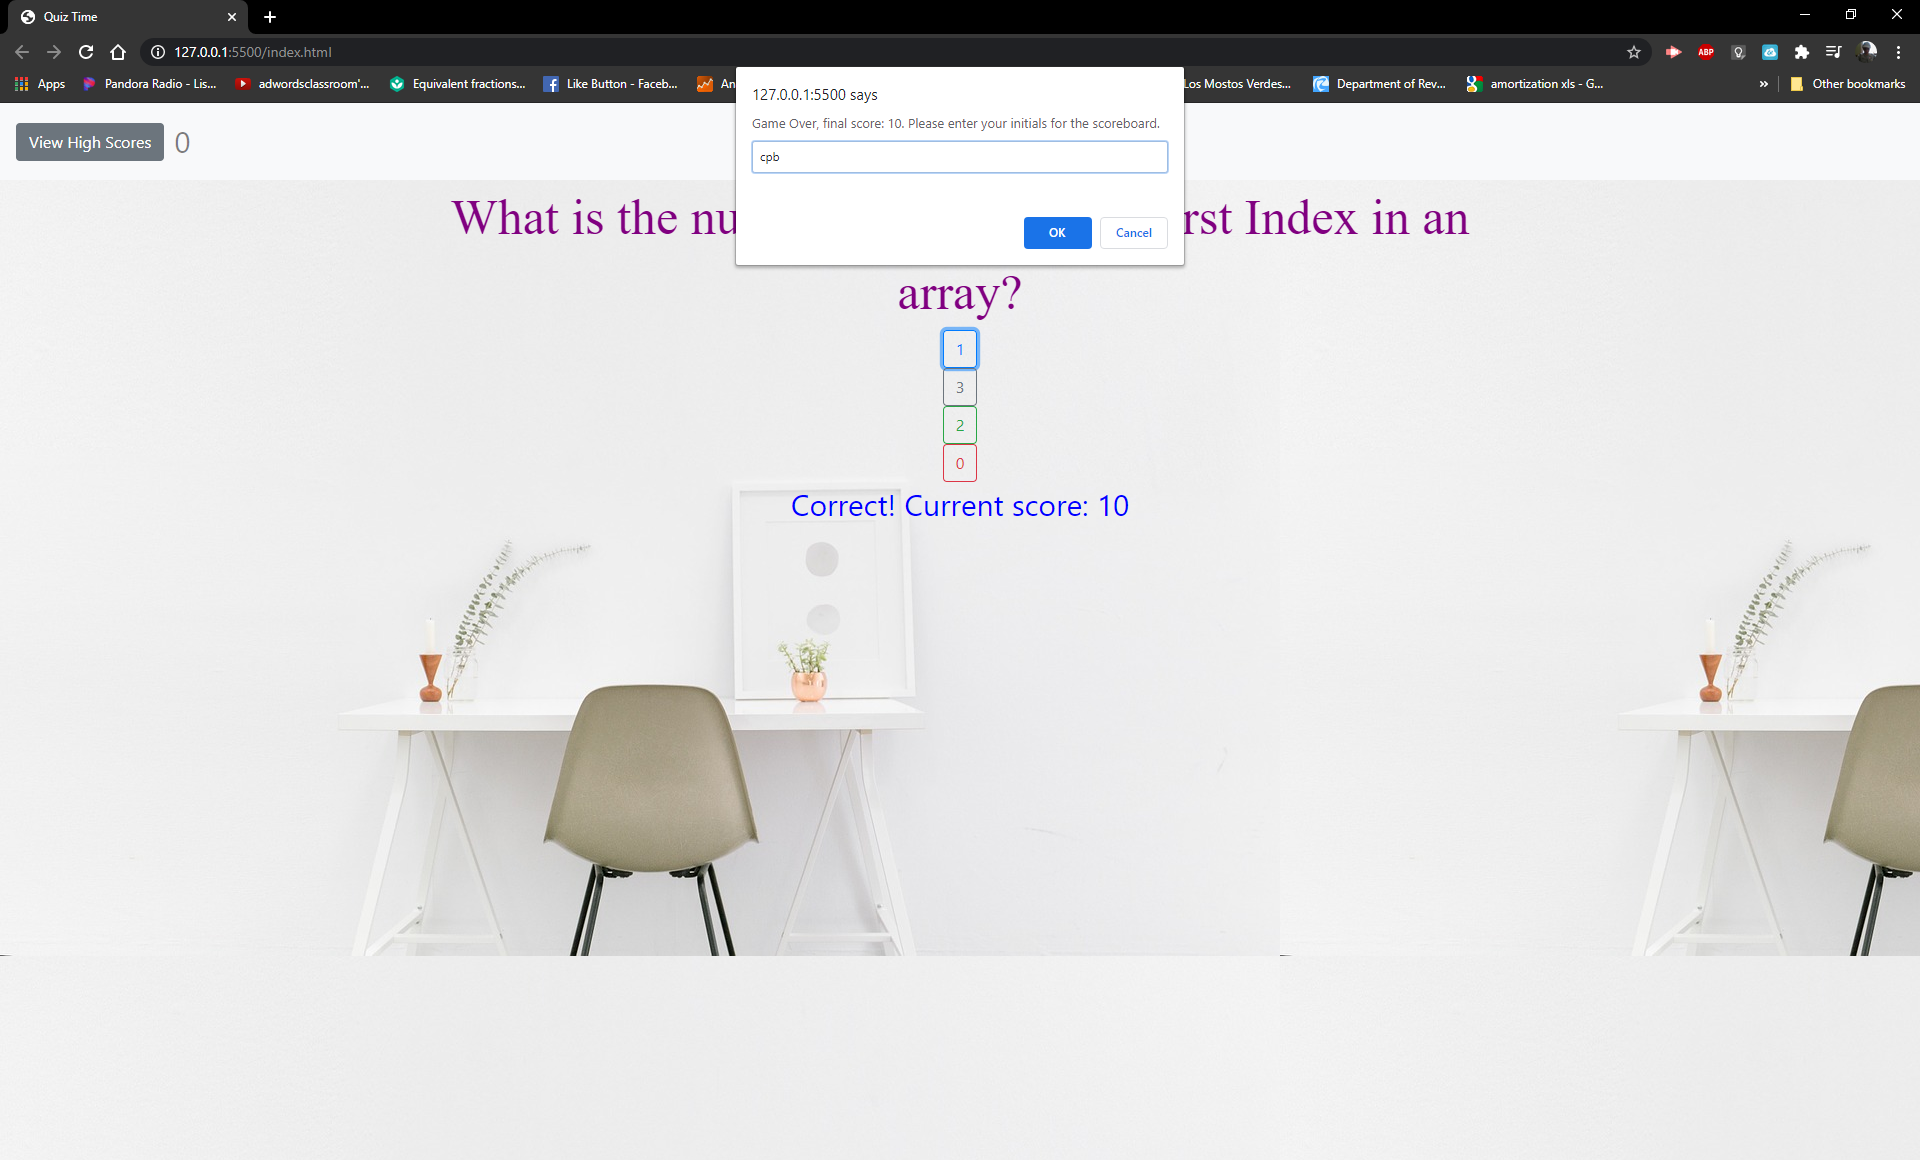 Quiz Time
127.0.0.1:5500/index.html
ABP
Apps Pandora Radio - Lis... adwordsclassroom'... Equivalent fractions... Like Button - Faceb... An Los Mostos Verdes... Department of Rev... amortization xls - G... » Other bookmarks
127.0.0.1:5500 says
Game Over, final score: 10. Please enter your initials for the scoreboard.
cpb
OK Cancel
View High Scores 0
What is the nu rst Index in an
array?
1
3
2
0
Correct! Current score: 10